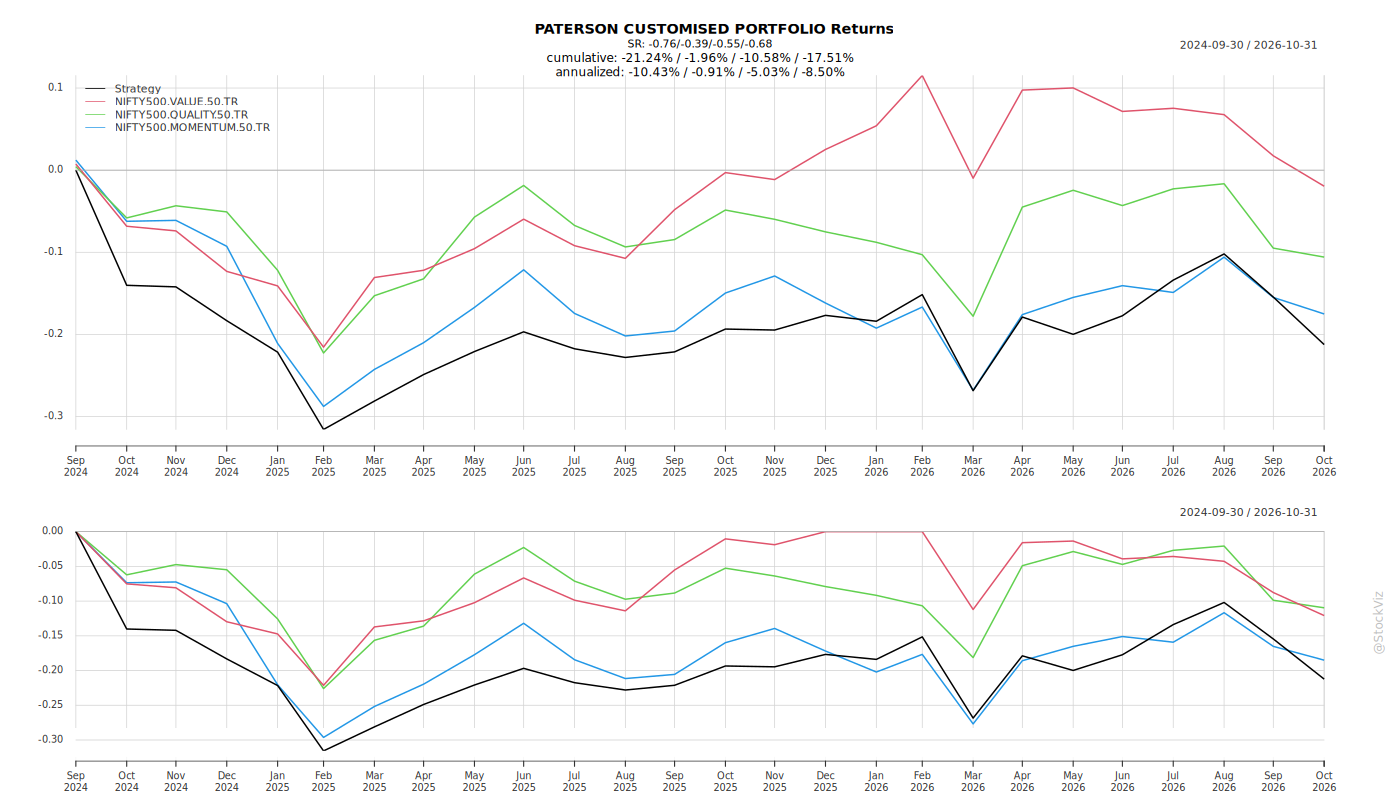 PATERSON CUSTOMISED PORTFOLIO Returns
SR: -0.76/-0.39/-0.55/-0.68
cumulative: -21.24% / -1.96% / -10.58% / -17.51%
annualized: -10.43% / -0.91% / -5.03% / -8.50%
2024-09-30 / 2026-10-31
Strategy
NIFTY500.VALUE.50.TR
NIFTY500.QUALITY.50.TR
NIFTY500.MOMENTUM.50.TR
0.1
0.0
-0.1
-0.2
-0.3
Sep Oct Nov Dec Jan Feb Mar Apr May Jun Jul Aug Sep Oct Nov Dec Jan Feb Mar Apr May Jun Jul Aug Sep Oct
2024 2024 2024 2024 2025 2025 2025 2025 2025 2025 2025 2025 2025 2025 2025 2025 2026 2026 2026 2026 2026 2026 2026 2026 2026 2026
2024-09-30 / 2026-10-31
0.00
-0.05
-0.10
-0.15
-0.20
-0.25
-0.30
Sep Oct Nov Dec Jan Feb Mar Apr May Jun Jul Aug Sep Oct Nov Dec Jan Feb Mar Apr May Jun Jul Aug Sep Oct
2024 2024 2024 2024 2025 2025 2025 2025 2025 2025 2025 2025 2025 2025 2025 2025 2026 2026 2026 2026 2026 2026 2026 2026 2026 2026
@StockViz